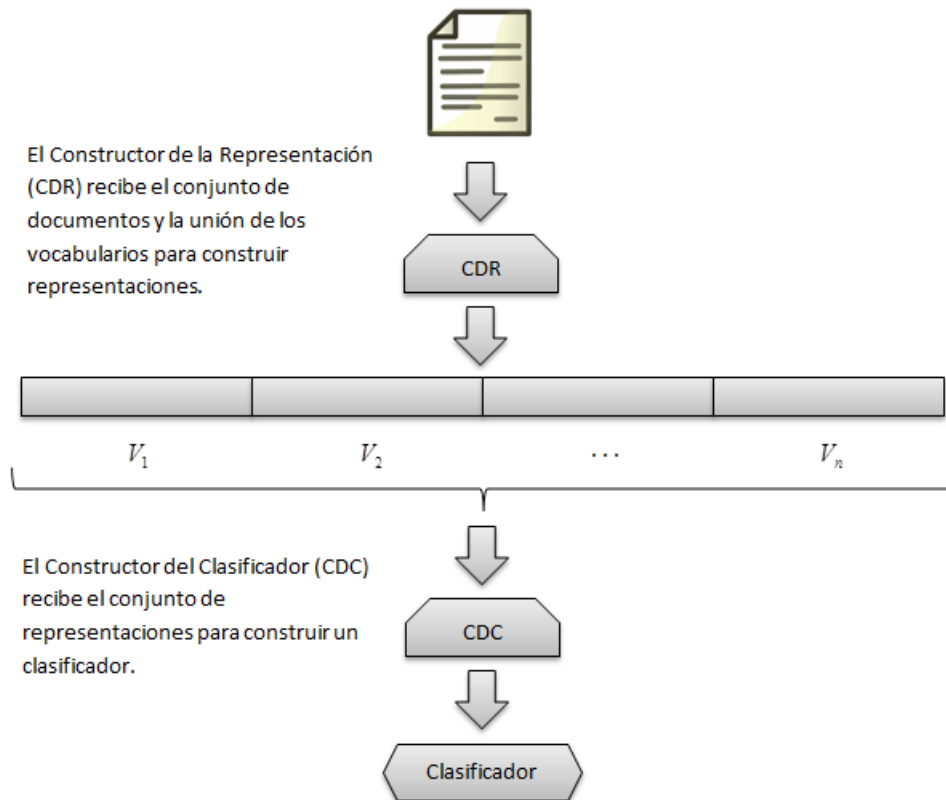 El Constructor de la Representación
(CDR) recibe el conjunto de
documentos y la unión de los
vocabularios para construir
representaciones.
CDR
V₁ V₂ ... Vₙ
El Constructor del Clasificador (CDC)
recibe el conjunto de
representaciones para construir un
clasificador.
CDC
Clasificador